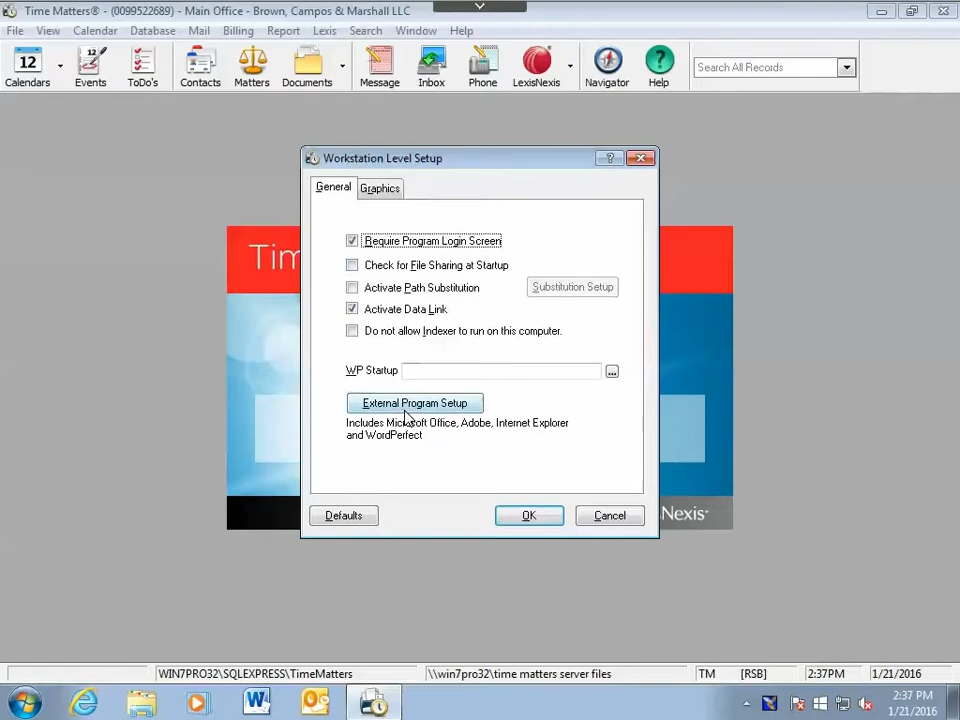 Time Matters® - (0099522689) - Main Office - Brown, Campos & Marshall LLC
File View Calendar Database Mail Billing Report Lexis Search Window Help
12 12
Calendars Events ToDo's Contacts Matters Documents Message Inbox Phone LexisNexis Navigator Help
Search All Records
Workstation Level Setup
General Graphics
Require Program Login Screen
Check for File Sharing at Startup
Activate Path Substitution Substitution Setup
Activate Data Link
Do not allow Indexer to run on this computer.
WP Startup ...
External Program Setup
Includes Microsoft Office, Adobe, Internet Explorer
and WordPerfect
Defaults OK Cancel
Tim
Nexis®
WIN7PRO32\SQLEXPRESS\TimeMatters \\win7pro32\time matters server files TM [RSB] 2:37PM 1/21/2016
2:37 PM
1/21/2016